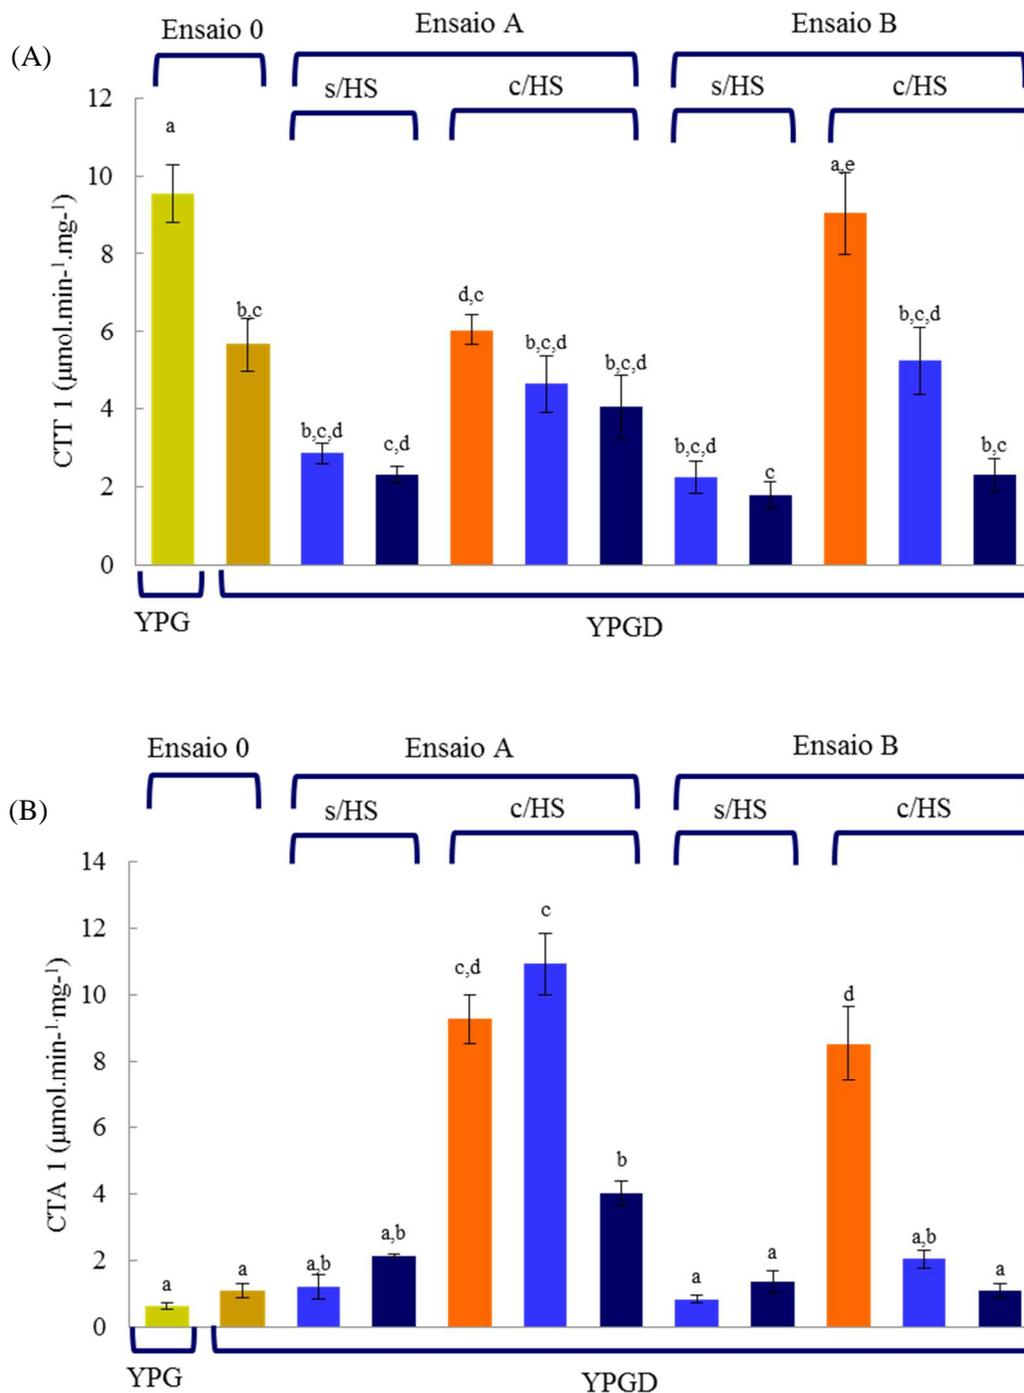 (A)
Ensaio 0 Ensaio A Ensaio B
s/HS c/HS s/HS c/HS
CTT 1 (µmol.min-¹.mg-¹)
12
10
8
6
4
2
0
a b,c b,c,d c,d d,c b,c,d b,c,d b,c,d c a,e b,c,d b,c
YPG YPGD
(B)
Ensaio 0 Ensaio A Ensaio B
s/HS c/HS s/HS c/HS
CTA 1 (µmol.min-¹·mg-¹)
14
12
10
8
6
4
2
0
a a a,b a,b c,d c b a a d a,b a
YPG YPGD